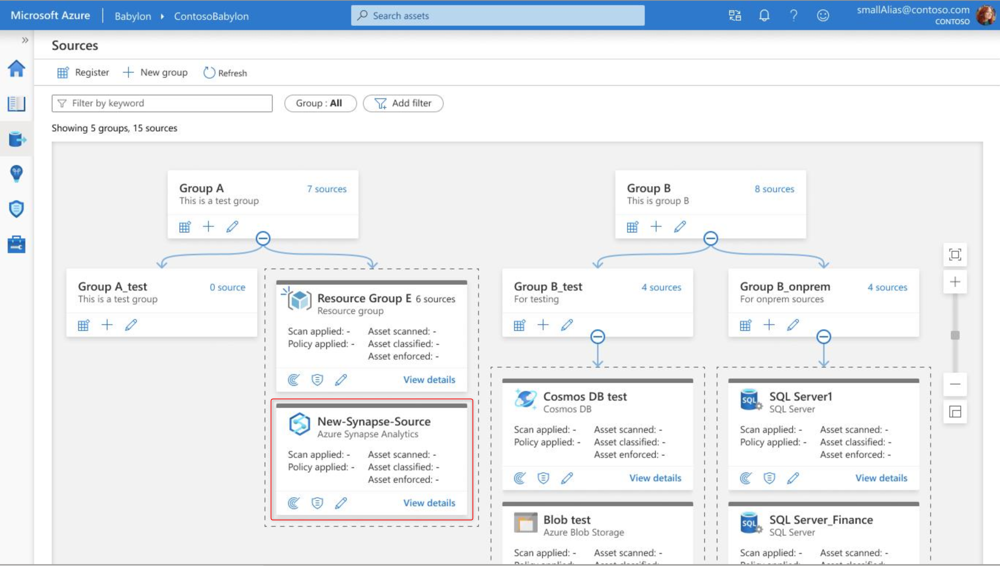 Microsoft Azure
Babylon
ContosoBabylon
Search assets
smallAlias@contoso.com
CONTOSO
Sources
Register
New group
Refresh
Filter by keyword
Group : All
Add filter
Showing 5 groups, 15 sources
Group A
7 sources
This is a test group
Group B
8 sources
This is group B
Group A_test
0 source
This is a test group
Resource Group E
6 sources
Resource group
Scan applied: -
Asset scanned: -
Policy applied: -
Asset classified: -
Asset enforced: -
View details
New-Synapse-Source
Azure Synapse Analytics
Scan applied: -
Asset scanned: -
Policy applied: -
Asset classified: -
Asset enforced: -
View details
Group B_test
4 sources
For testing
Cosmos DB test
Cosmos DB
Scan applied: -
Asset scanned: -
Policy applied: -
Asset classified: -
Asset enforced: -
View details
Blob test
Azure Blob Storage
Scan applied: -
Asset scanned: -
Group B_onprem
4 sources
For onprem sources
SQL
SQL Server1
SQL Server
Scan applied: -
Asset scanned: -
Policy applied: -
Asset classified: -
Asset enforced: -
View details
SQL
SQL Server_Finance
SQL Server
Scan applied: -
Asset scanned: -